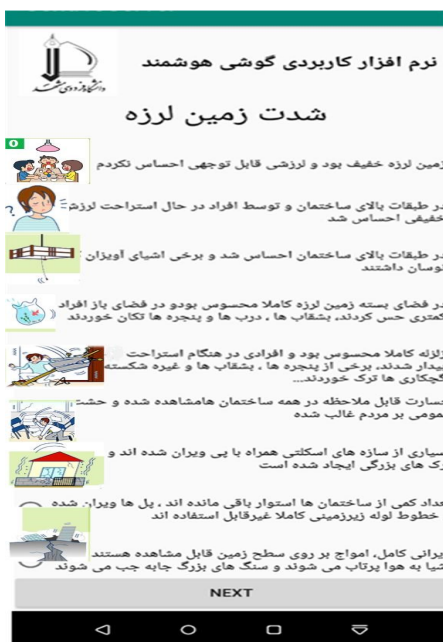 نرم افزار کاربردی گوشی هوشمند
شدت زمین لرزه
0
زمین لرزه خفیف بود و لرزشی قابل توجهی احساس نکردم
در طبقات بالای ساختمان و توسط افراد در حال استراحت لرزش
خفیفی احساس شد
در طبقات بالای ساختمان احساس شد و برخی اشیای آویزان
نوسان داشتند
در فضای بسته زمین لرزه کاملا محسوس بودو در فضای باز افراد
کمتری حس کردند، بشقاب ها ، درب ها و پنجره ها تکان خوردند
زلزله کاملا محسوس بود و افرادی در هنگام استراحت
بیدار شدند، برخی از پنجره ها ، بشقاب ها و غیره شکسته
گچکاری ها ترک خوردند...
خسارت قابل ملاحظه در همه ساختمان هامشاهده شده و حشت
عمومی بر مردم غالب شده
بسیاری از سازه های اسکلتی همراه با پی ویران شده اند و
ترک های بزرگی ایجاد شده است
تعداد کمی از ساختمان ها استوار باقی مانده اند ، پل ها ویران شده
خطوط لوله زیرزمینی کاملا غیرقابل استفاده اند
ویرانی کامل، امواج بر روی سطح زمین قابل مشاهده هستند
اشیا به هوا پرتاب می شوند و سنگ های بزرگ جابه جب می شوند
NEXT